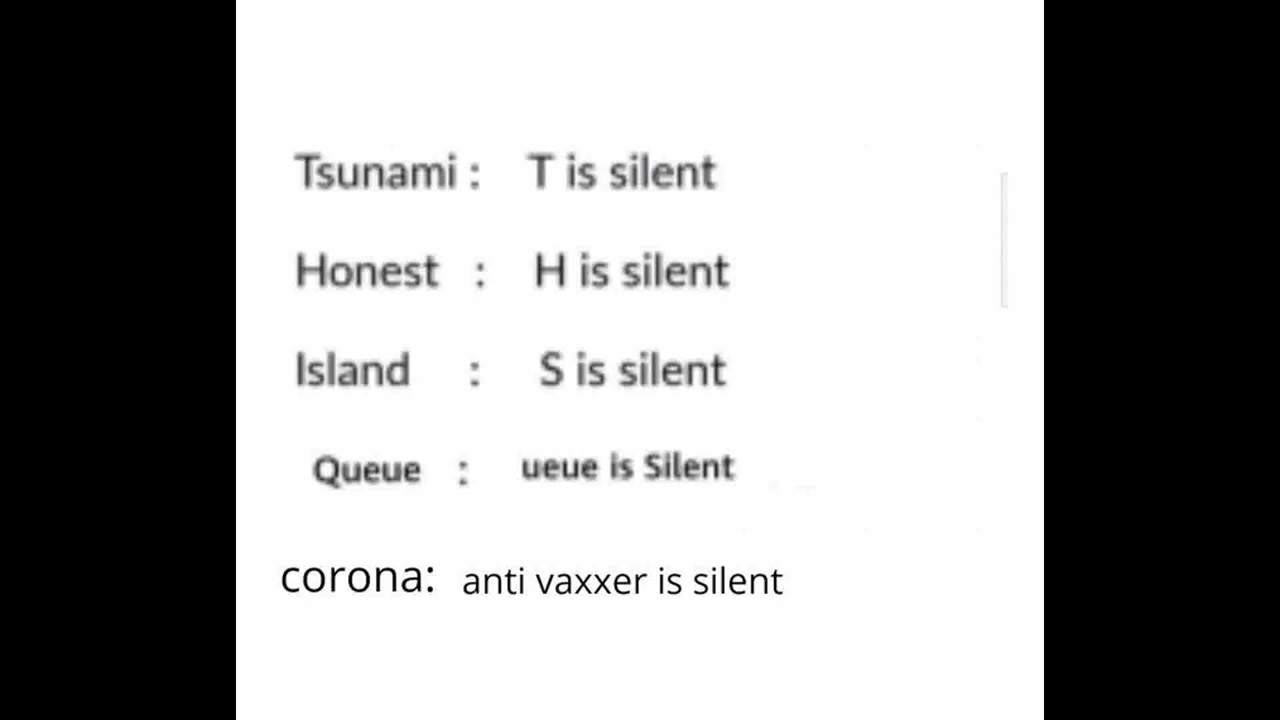 Tsunami : T is silent
Honest : H is silent
Island : S is silent
Queue : ueue is Silent
corona: anti vaxxer is silent